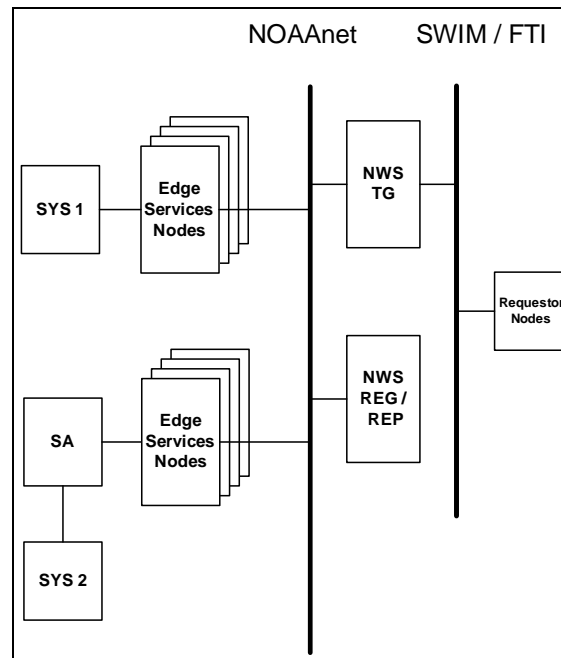 NOAAnet
SWIM / FTI
SYS 1
Edge
Services
Nodes
NWS
TG
Requestor
Nodes
SA
Edge
Services
Nodes
NWS
REG /
REP
SYS 2